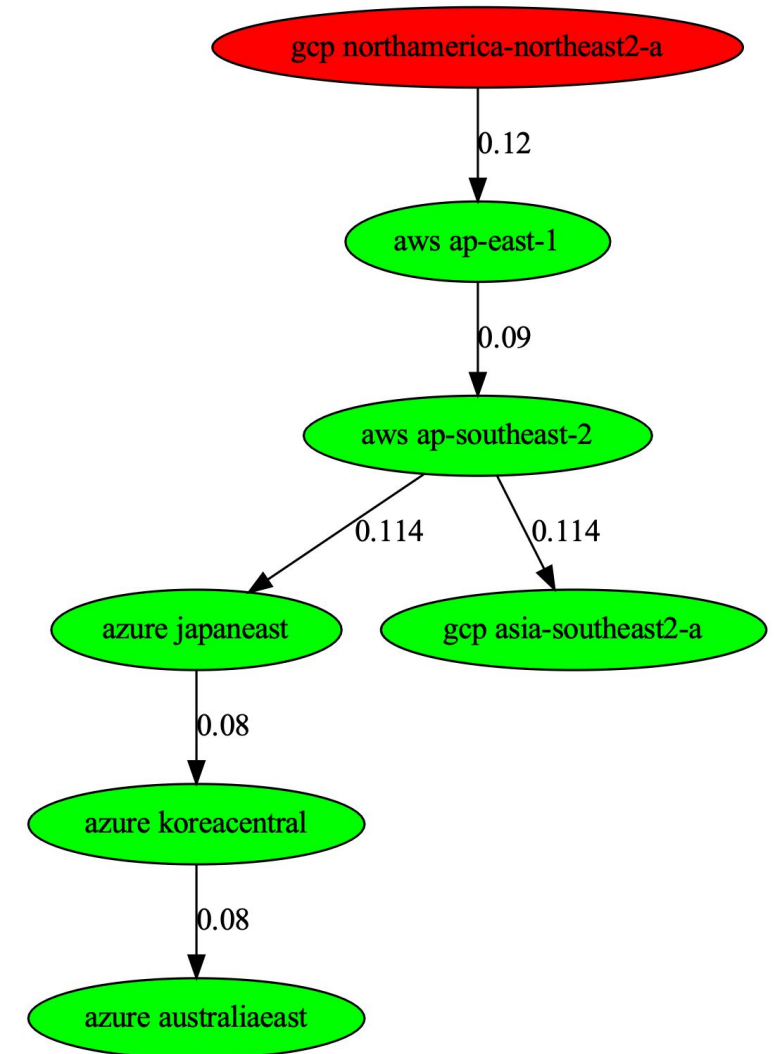 gcp northamerica-northeast2-a
0.12
aws ap-east-1
0.09
aws ap-southeast-2
0.114
0.114
azure japaneast
gcp asia-southeast2-a
0.08
azure koreacentral
0.08
azure australiaeast